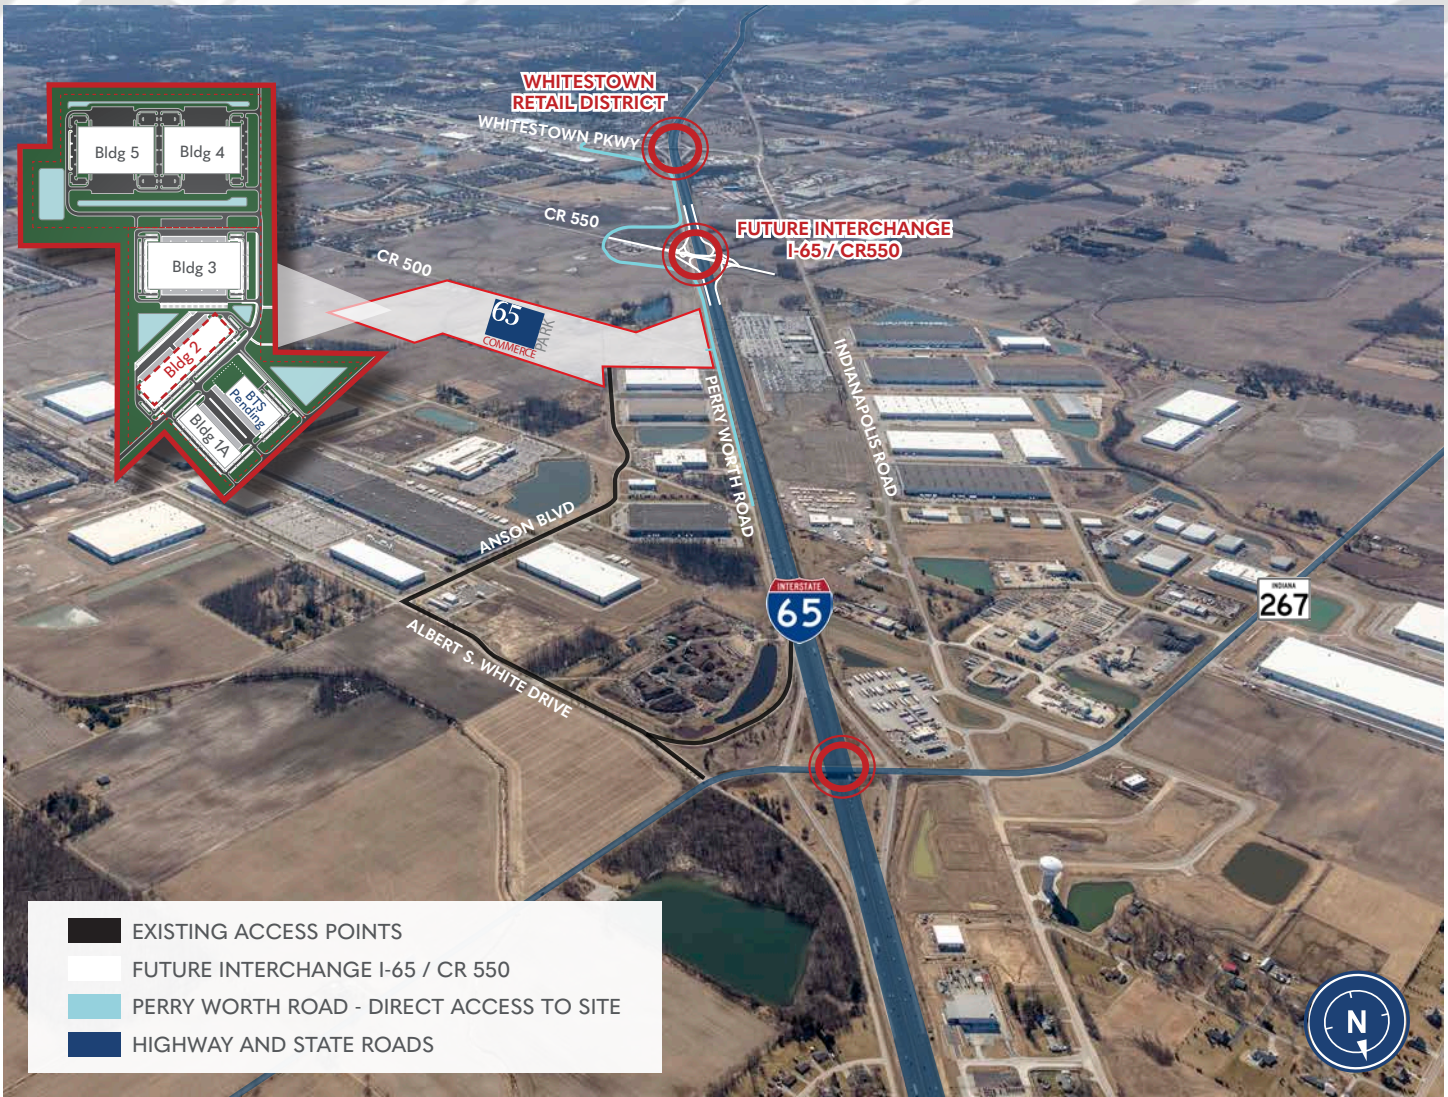 WHITESTOWN
RETAIL DISTRICT
WHITESTOWN PKWY
Bldg 5
Bldg 4
CR 550
FUTURE INTERCHANGE
I-65 / CR550
Bldg 3
CR 500
65
COMMERCE
PARK
Bldg 2
BTS
Pending
Bldg 1A
PERRY WORTH ROAD
INDIANAPOLIS ROAD
ANSON BLVD
INTERSTATE
65
INDIANA
267
ALBERT S. WHITE DRIVE
EXISTING ACCESS POINTS
FUTURE INTERCHANGE I-65 / CR 550
PERRY WORTH ROAD - DIRECT ACCESS TO SITE
HIGHWAY AND STATE ROADS
N